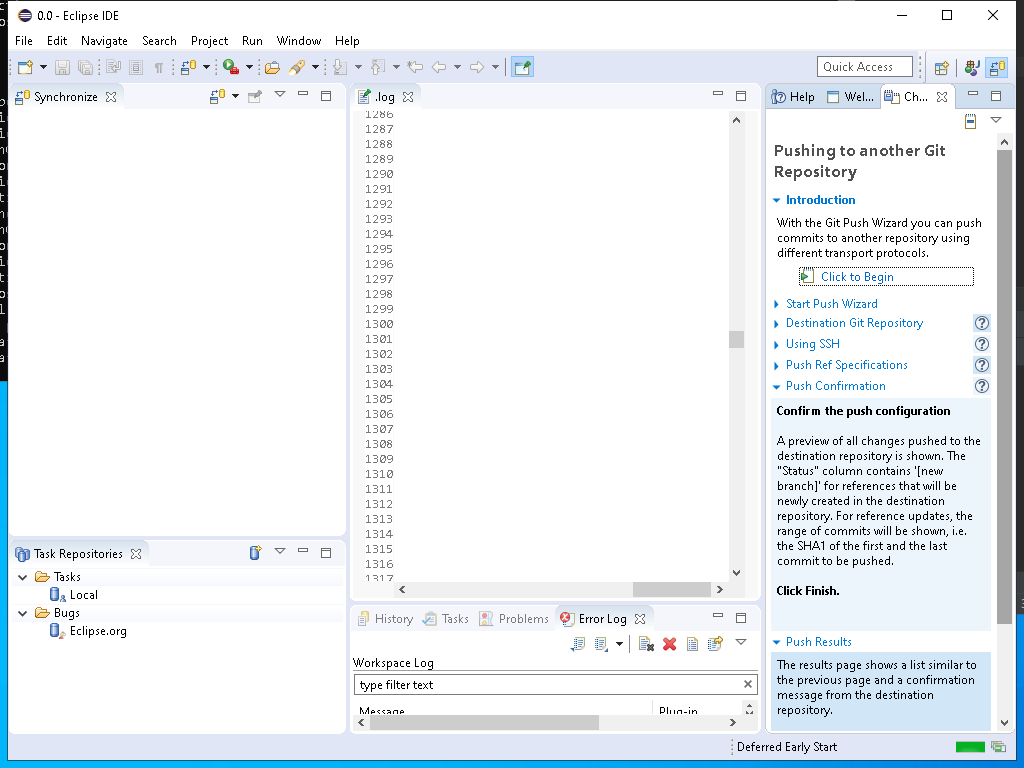 0.0 - Eclipse IDE
File Edit Navigate Search Project Run Window Help
Quick Access
Synchronize
.log
Help Wel... Ch...
1286
1287
1288
1289
1290
1291
1292
1293
1294
1295
1296
1297
1298
1299
1300
1301
1302
1303
1304
1305
1306
1307
1308
1309
1310
1311
1312
1313
1314
1315
1316
1317
Pushing to another Git
Repository
Introduction
With the Git Push Wizard you can push
commits to another repository using
different transport protocols.
Click to Begin
Start Push Wizard
Destination Git Repository
Using SSH
Push Ref Specifications
Push Confirmation
Confirm the push configuration
A preview of all changes pushed to the
destination repository is shown. The
"Status" column contains '[new
branch]' for references that will be
newly created in the destination
repository. For reference updates, the
range of commits will be shown, i.e.
the SHA1 of the first and the last
commit to be pushed.
Click Finish.
Push Results
The results page shows a list similar to
the previous page and a confirmation
message from the destination
repository.
Task Repositories
Tasks
Local
Bugs
Eclipse.org
History Tasks Problems Error Log
Workspace Log
type filter text
Message Plug-in
Deferred Early Start